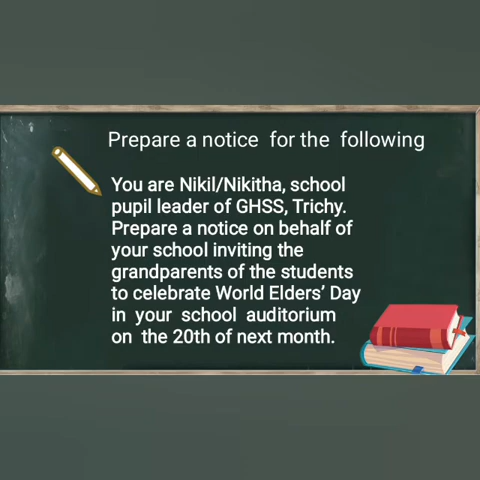 Prepare a notice for the following
You are Nikil/Nikitha, school
pupil leader of GHSS, Trichy.
Prepare a notice on behalf of
your school inviting the
grandparents of the students
to celebrate World Elders' Day
in your school auditorium
on the 20th of next month.